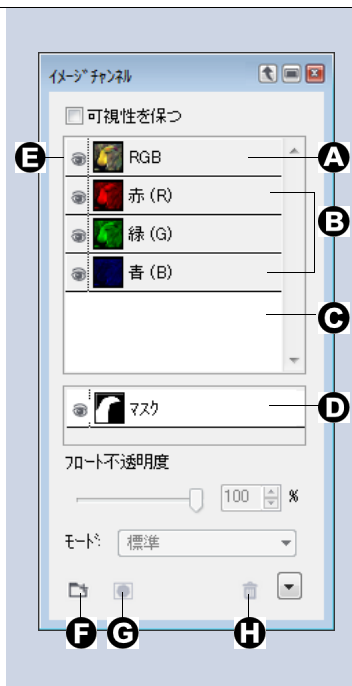 イメージチャンネル
可視性を保つ
E
RGB
A
赤 (R)
B
緑 (G)
青 (B)
C
マスク
D
フロート不透明度
100 %
モード: 標準
F G H